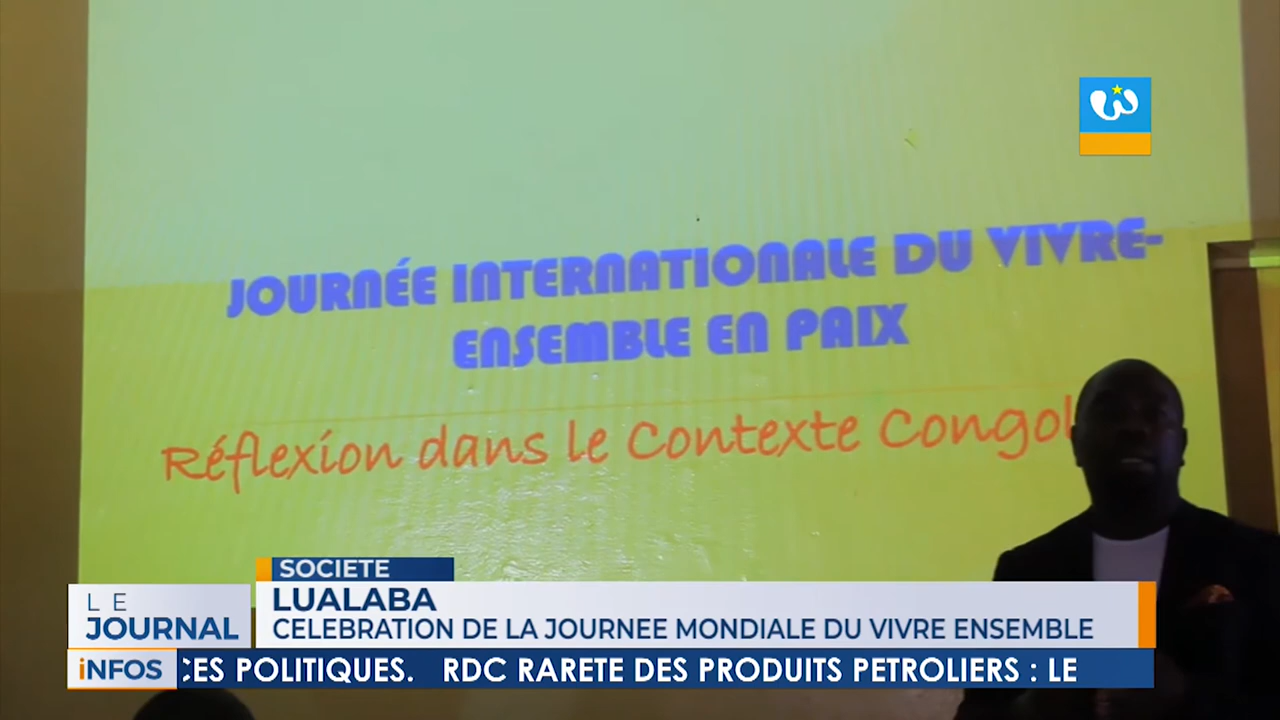 JOURNÉE INTERNATIONALE DU VIVRE-
ENSEMBLE EN PAIX
Réflexion dans le Contexte
SOCIETE
LUALABA
CELEBRATION DE LA JOURNEE MONDIALE DU VIVRE ENSEMBLE
LE
JOURNAL
iNFOS
POLITIQUES. RDC RARETE DES PRODUITS PETROLIERS : LE